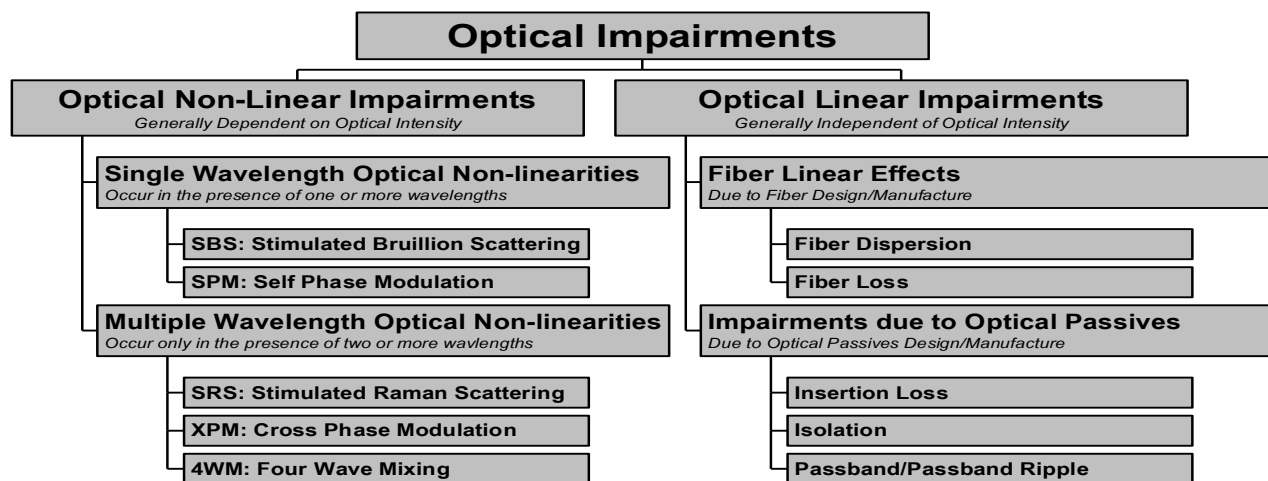 Optical Impairments
Optical Non-Linear Impairments
Generally Dependent on Optical Intensity
Single Wavelength Optical Non-linearities
Occur in the presence of one or more wavelengths
SBS: Stimulated Bruillion Scattering
SPM: Self Phase Modulation
Multiple Wavelength Optical Non-linearities
Occur only in the presence of two or more wavlengths
SRS: Stimulated Raman Scattering
XPM: Cross Phase Modulation
4WM: Four Wave Mixing
Optical Linear Impairments
Generally Independent of Optical Intensity
Fiber Linear Effects
Due to Fiber Design/Manufacture
Fiber Dispersion
Fiber Loss
Impairments due to Optical Passives
Due to Optical Passives Design/Manufacture
Insertion Loss
Isolation
Passband/Passband Ripple